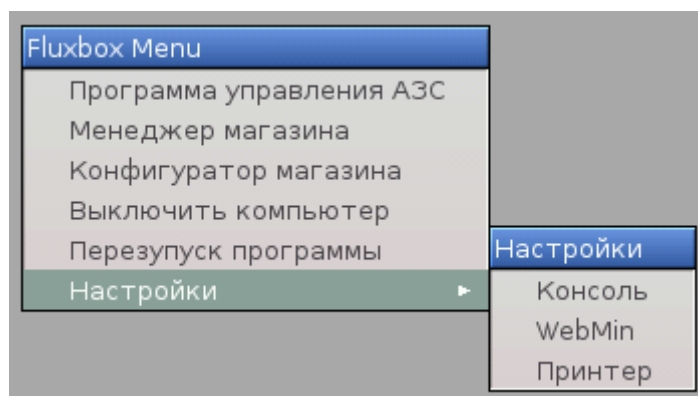 Fluxbox Menu
Программа управления АЗС
Менеджер магазина
Конфигуратор магазина
Выключить компьютер
Перезупуск программы
Настройки
Настройки
Консоль
WebMin
Принтер